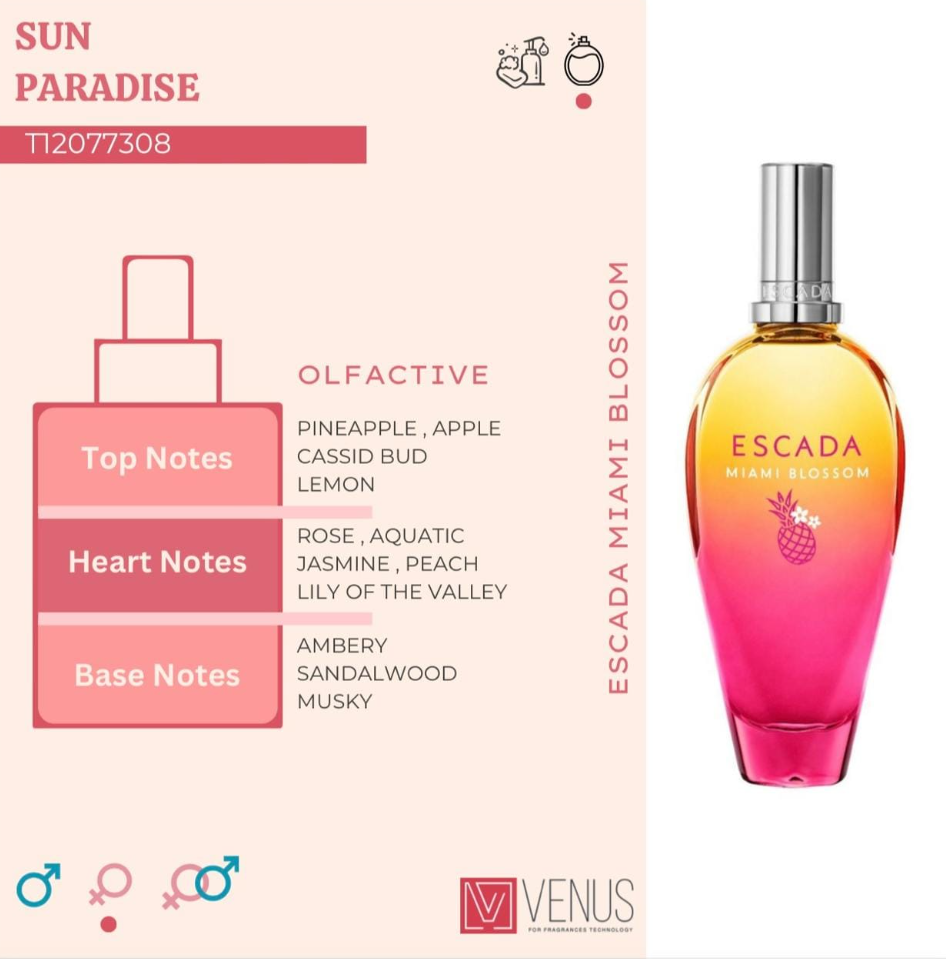 SUN
PARADISE
T12077308
OLFACTIVE
Top Notes
PINEAPPLE , APPLE
CASSID BUD
LEMON
Heart Notes
ROSE , AQUATIC
JASMINE , PEACH
LILY OF THE VALLEY
Base Notes
AMBERY
SANDALWOOD
MUSKY
ESCADA MIAMI BLOSSOM
ESCADA
ESCADA
MIAMI BLOSSOM
VENUS
FOR FRAGRANCES TECHNOLOGY